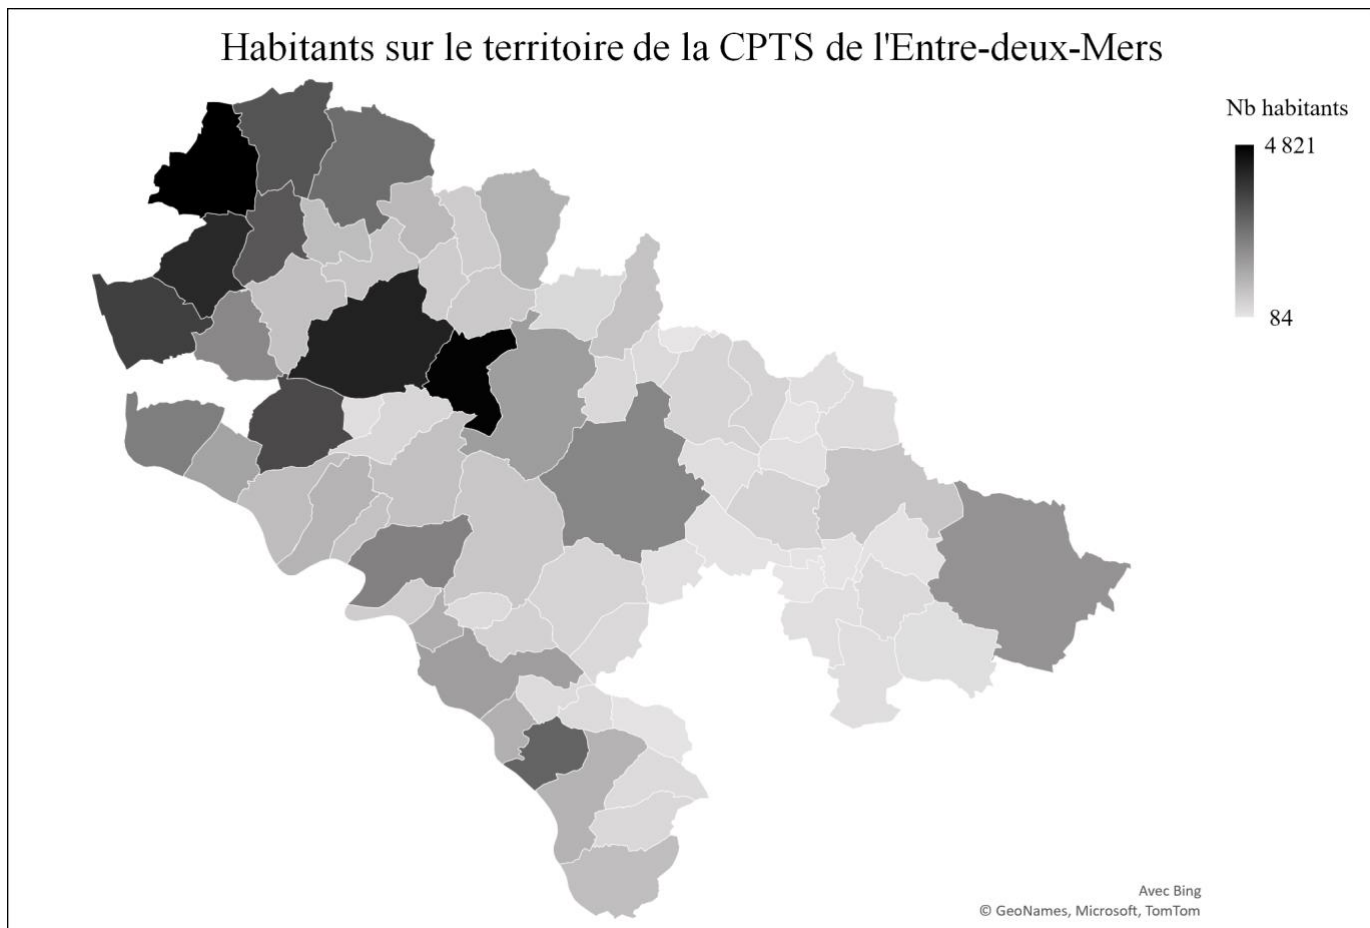 Habitants sur le territoire de la CPTS de l'Entre-deux-Mers
Nb habitants
4 821
84
Avec Bing
© GeoNames, Microsoft, TomTom